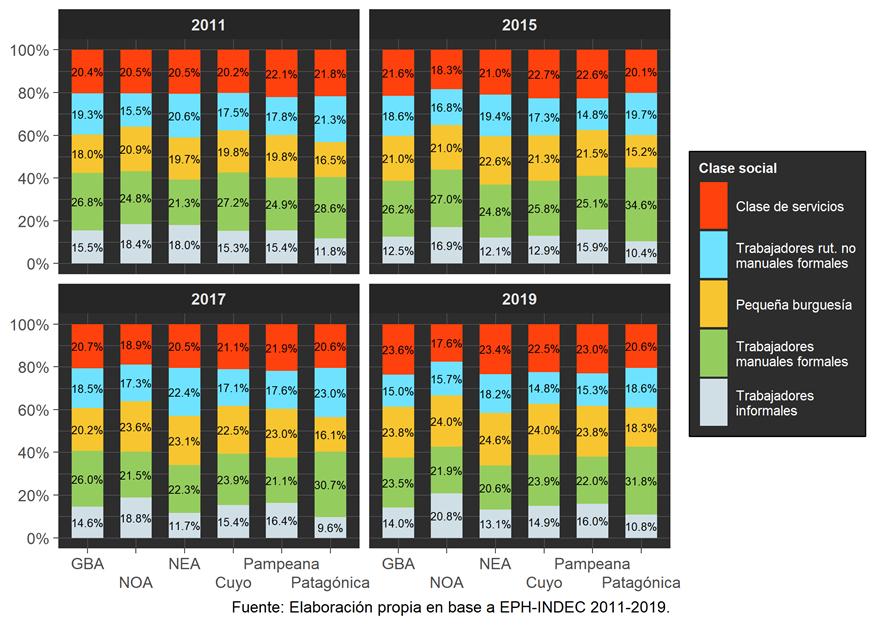 2011
2015
100%
80%
60%
40%
20%
0%
20.4% 20.5% 20.5% 20.2% 22.1% 21.8%
19.3% 15.5% 20.6% 17.5% 17.8% 21.3%
18.0% 20.9% 19.7% 19.8% 19.8% 16.5%
26.8% 24.8% 21.3% 27.2% 24.9% 28.6%
15.5% 18.4% 18.0% 15.3% 15.4% 11.8%
21.6% 18.3% 21.0% 22.7% 22.6% 20.1%
18.6% 16.8% 19.4% 17.3% 14.8% 19.7%
21.0% 21.0% 22.6% 21.3% 21.5% 15.2%
26.2% 27.0% 24.8% 25.8% 25.1% 34.6%
12.5% 16.9% 12.1% 12.9% 15.9% 10.4%
2017
2019
100%
80%
60%
40%
20%
0%
20.7% 18.9% 20.5% 21.1% 21.9% 20.6%
18.5% 17.3% 22.4% 17.1% 17.6% 23.0%
20.2% 23.6% 23.1% 22.5% 23.0% 16.1%
26.0% 21.5% 22.3% 23.9% 21.1% 30.7%
14.6% 18.8% 11.7% 15.4% 16.4% 9.6%
23.6% 17.6% 23.4% 22.5% 23.0% 20.6%
15.0% 15.7% 18.2% 14.8% 15.3% 18.6%
23.8% 24.0% 24.6% 24.0% 23.8% 18.3%
23.5% 21.9% 20.6% 23.9% 22.0% 31.8%
14.0% 20.8% 13.1% 14.9% 16.0% 10.8%
GBA NEA Pampeana GBA NEA Pampeana
NOA Cuyo Patagónica NOA Cuyo Patagónica
Clase social
Clase de servicios
Trabajadores rut. no
manuales formales
Pequeña burguesía
Trabajadores
manuales formales
Trabajadores
informales
Fuente: Elaboración propia en base a EPH-INDEC 2011-2019.